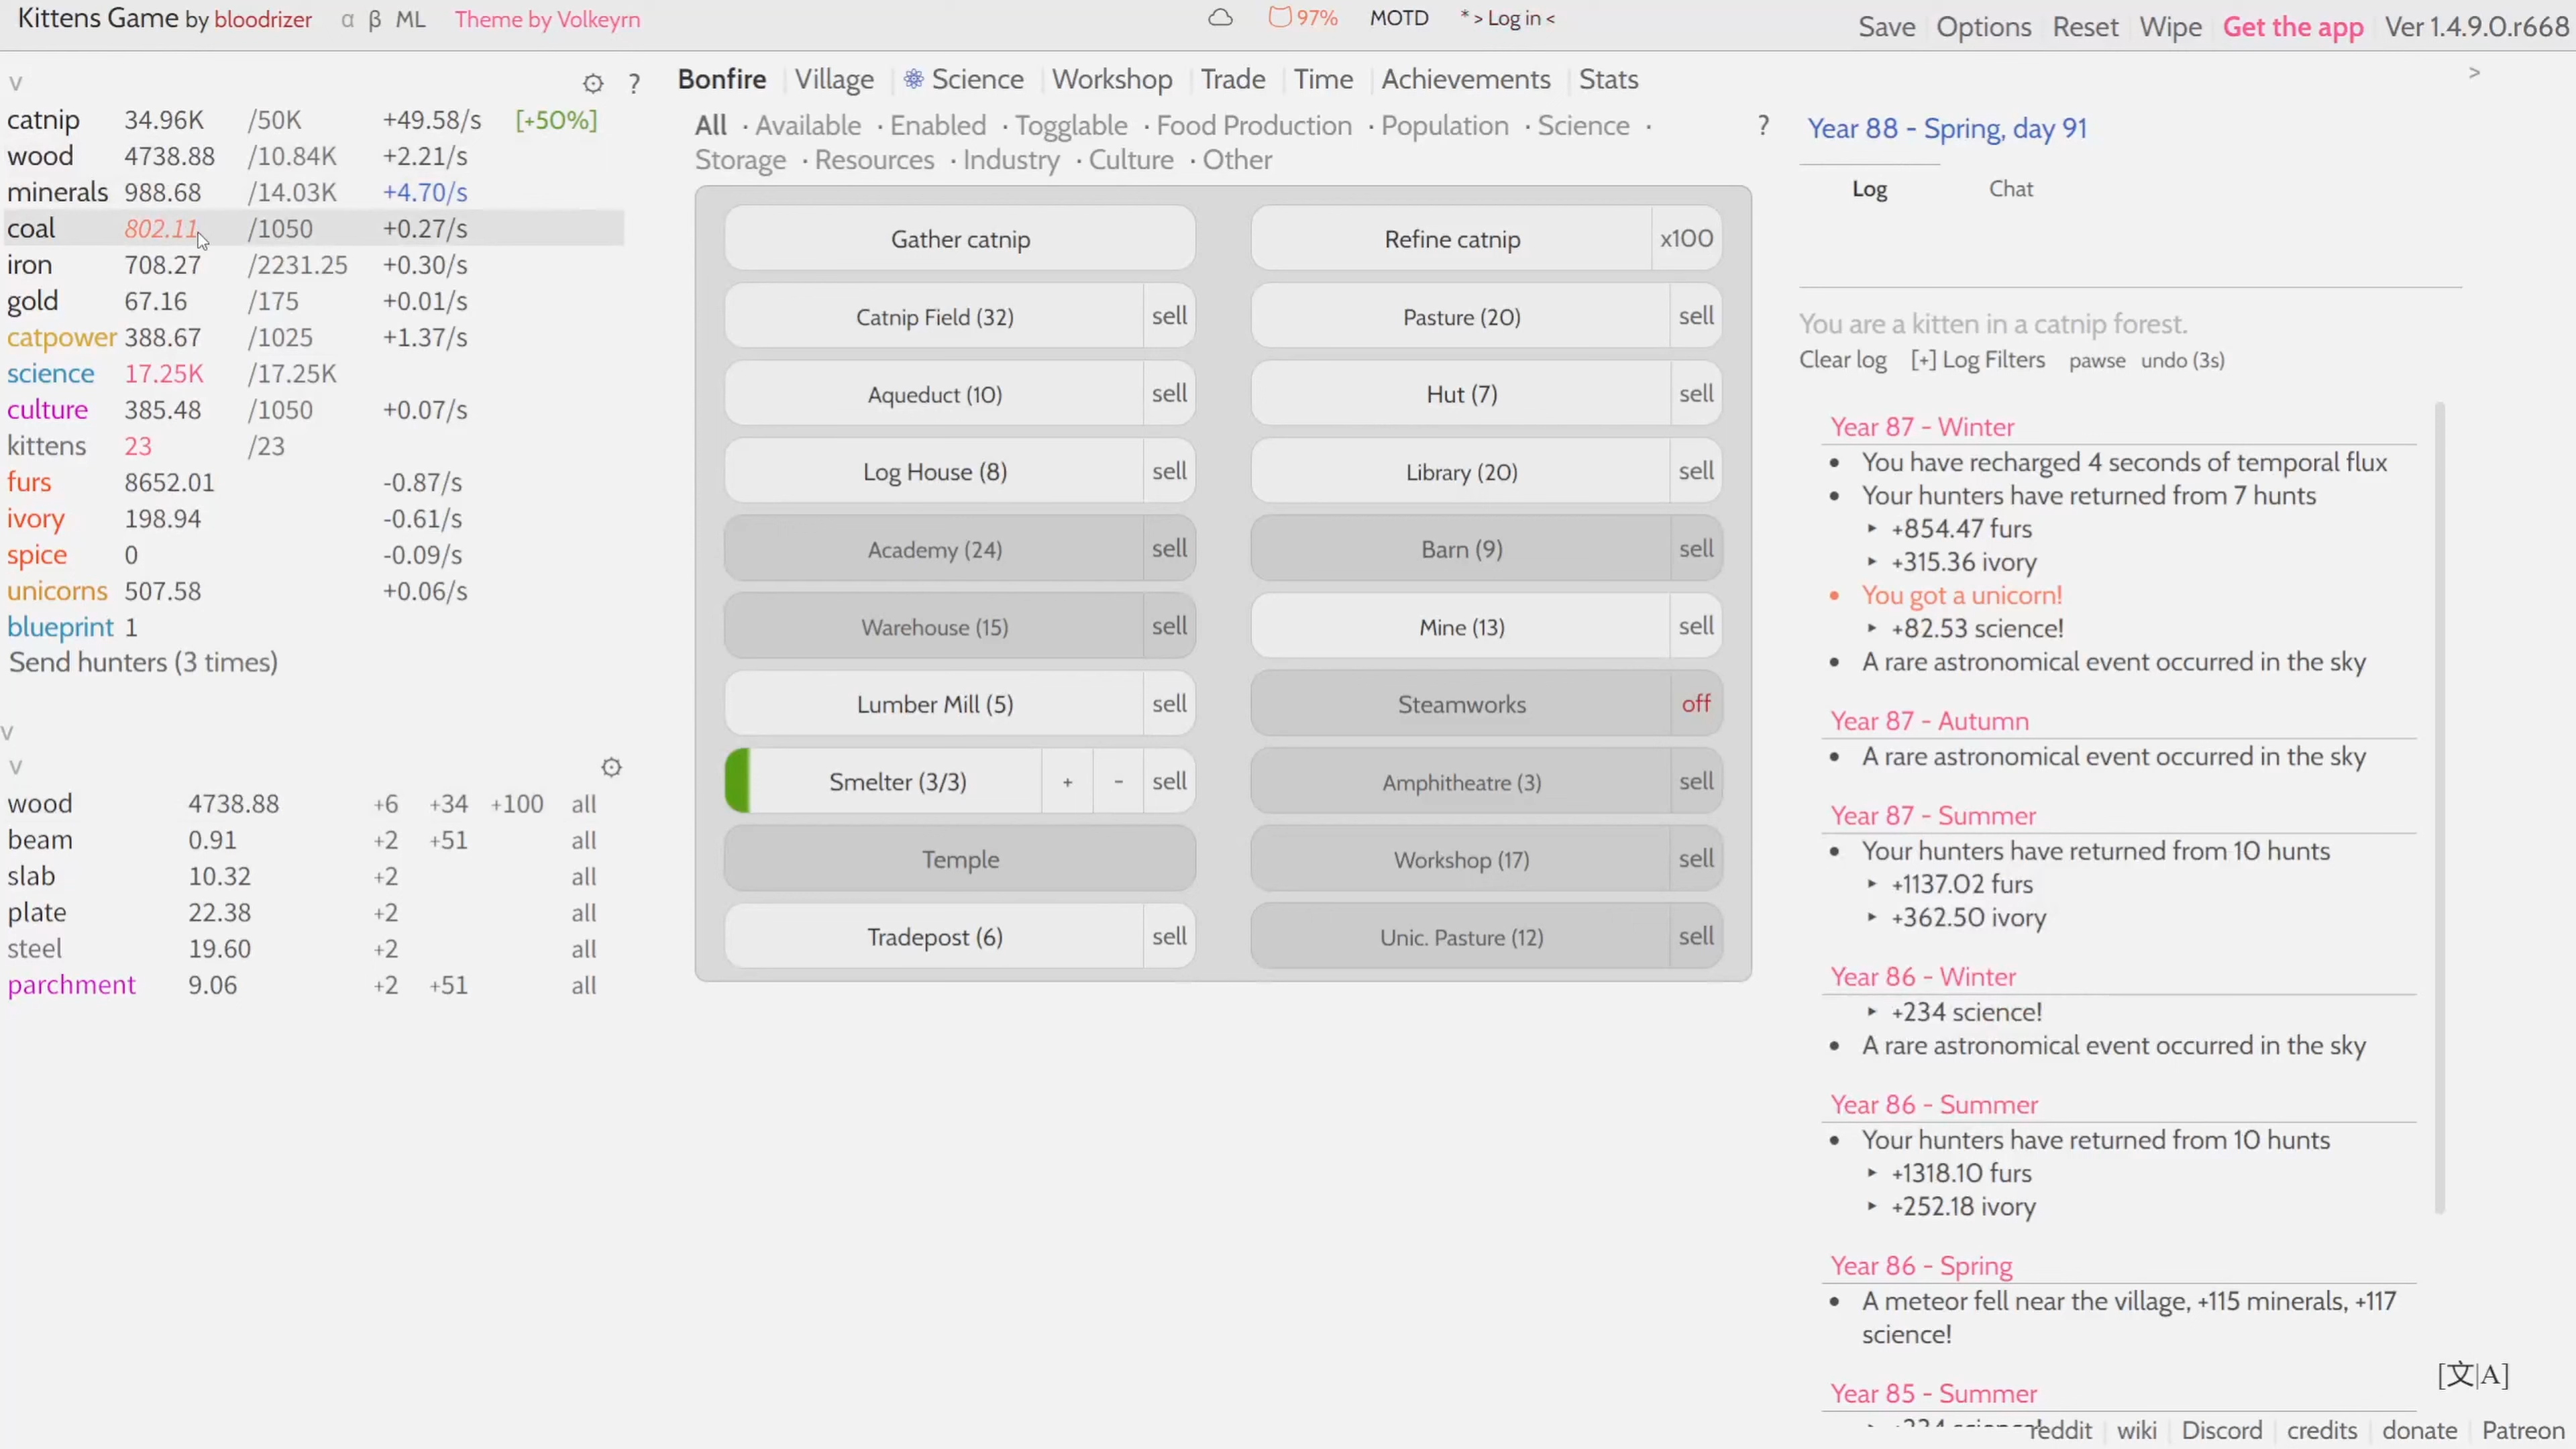 Kittens Game by bloodrizer α β ML Theme by Volkeyrn
97% MOTD * > Log in <
Save Options Reset Wipe Get the app Ver 1.4.9.0.r668
v ?
catnip 34.96K /50K +49.58/s [+50%]
wood 4738.88 /10.84K +2.21/s
minerals 988.68 /14.03K +4.70/s
coal 802.11 /1050 +0.27/s
iron 708.27 /2231.25 +0.30/s
gold 67.16 /175 +0.01/s
catpower 388.67 /1025 +1.37/s
science 17.25K /17.25K
culture 385.48 /1050 +0.07/s
kittens 23 /23
furs 8652.01 -0.87/s
ivory 198.94 -0.61/s
spice 0 -0.09/s
unicorns 507.58 +0.06/s
blueprint 1
Send hunters (3 times)
v
v
wood 4738.88 +6 +34 +100 all
beam 0.91 +2 +51 all
slab 10.32 +2 all
plate 22.38 +2 all
steel 19.60 +2 all
parchment 9.06 +2 +51 all
Bonfire Village Science Workshop Trade Time Achievements Stats
All · Available · Enabled · Togglable · Food Production · Population · Science · ?
Storage · Resources · Industry · Culture · Other
Gather catnip
Refine catnip x100
Catnip Field (32) sell
Pasture (20) sell
Aqueduct (10) sell
Hut (7) sell
Log House (8) sell
Library (20) sell
Academy (24) sell
Barn (9) sell
Warehouse (15) sell
Mine (13) sell
Lumber Mill (5) sell
Steamworks off
Smelter (3/3) + - sell
Amphitheatre (3) sell
Temple
Workshop (17) sell
Tradepost (6) sell
Unic. Pasture (12) sell
>
Year 88 - Spring, day 91
Log Chat
You are a kitten in a catnip forest.
Clear log [+] Log Filters pawse undo (3s)
Year 87 - Winter
• You have recharged 4 seconds of temporal flux
• Your hunters have returned from 7 hunts
‣ +854.47 furs
‣ +315.36 ivory
• You got a unicorn!
‣ +82.53 science!
• A rare astronomical event occurred in the sky
Year 87 - Autumn
• A rare astronomical event occurred in the sky
Year 87 - Summer
• Your hunters have returned from 10 hunts
‣ +1137.02 furs
‣ +362.50 ivory
Year 86 - Winter
‣ +234 science!
• A rare astronomical event occurred in the sky
Year 86 - Summer
• Your hunters have returned from 10 hunts
‣ +1318.10 furs
‣ +252.18 ivory
Year 86 - Spring
• A meteor fell near the village, +115 minerals, +117
science!
[文|A]
Year 85 - Summer
reddit wiki Discord credits donate Patreon